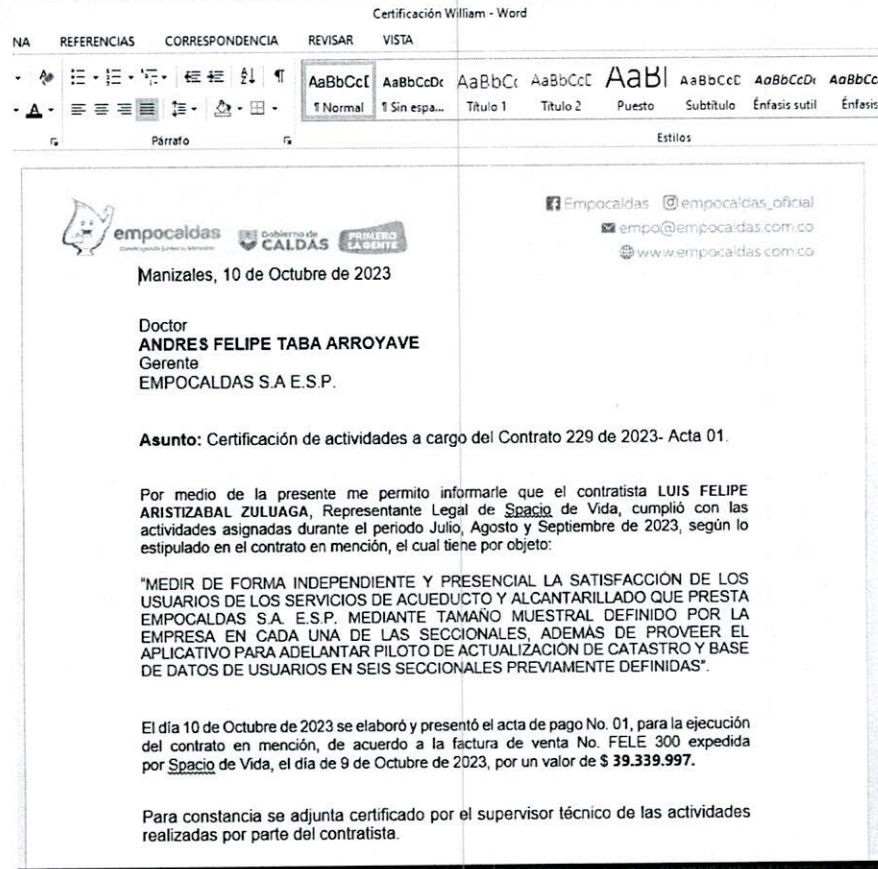 Certificación William - Word
NA REFERENCIAS CORRESPONDENCIA REVISAR VISTA
AaBbCcD AaBbCcDc AaBbCc AaBbCcD AaBl AaBbCcD AaBbCcDc AaBbCc
¶ Normal ¶ Sin espa... Título 1 Título 2 Puesto Subtítulo Énfasis sutil Énfasis
Párrafo Estilos
empocaldas
Gobierno de CALDAS
PRIMERO LA GENTE
Empocaldas empocaldas_oficial
empo@empocaldas.com.co
www.empocaldas.com.co
Manizales, 10 de Octubre de 2023
Doctor
ANDRES FELIPE TABA ARROYAVE
Gerente
EMPOCALDAS S.A E.S.P.
Asunto: Certificación de actividades a cargo del Contrato 229 de 2023- Acta 01.
Por medio de la presente me permito informarle que el contratista LUIS FELIPE
ARISTIZABAL ZULUAGA, Representante Legal de Spacio de Vida, cumplió con las
actividades asignadas durante el periodo Julio, Agosto y Septiembre de 2023, según lo
estipulado en el contrato en mención, el cual tiene por objeto:
"MEDIR DE FORMA INDEPENDIENTE Y PRESENCIAL LA SATISFACCIÓN DE LOS
USUARIOS DE LOS SERVICIOS DE ACUEDUCTO Y ALCANTARILLADO QUE PRESTA
EMPOCALDAS S.A. E.S.P. MEDIANTE TAMAÑO MUESTRAL DEFINIDO POR LA
EMPRESA EN CADA UNA DE LAS SECCIONALES, ADEMÁS DE PROVEER EL
APLICATIVO PARA ADELANTAR PILOTO DE ACTUALIZACIÓN DE CATASTRO Y BASE
DE DATOS DE USUARIOS EN SEIS SECCIONALES PREVIAMENTE DEFINIDAS".
El día 10 de Octubre de 2023 se elaboró y presentó el acta de pago No. 01, para la ejecución
del contrato en mención, de acuerdo a la factura de venta No. FELE 300 expedida
por Spacio de Vida, el día de 9 de Octubre de 2023, por un valor de $ 39.339.997.
Para constancia se adjunta certificado por el supervisor técnico de las actividades
realizadas por parte del contratista.